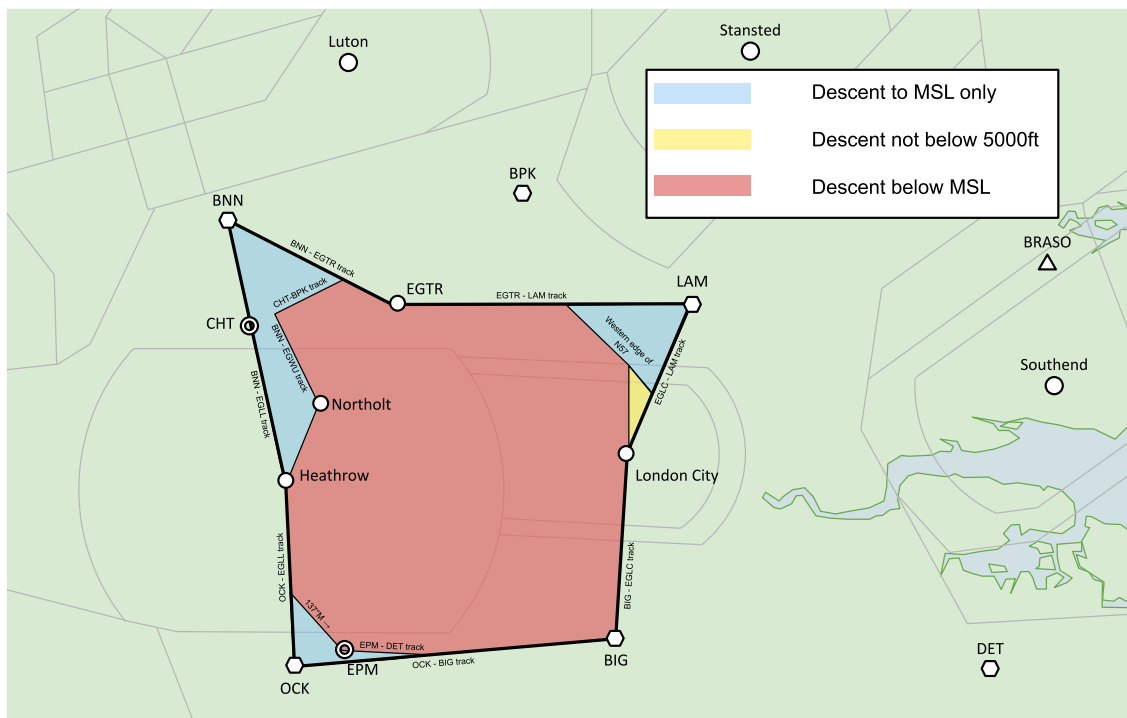 Luton
Stansted
Descent to MSL only
Descent not below 5000ft
Descent below MSL
BPK
BNN
BNN - EGTR track
BRASO
CHT-BPK track
EGTR
EGTR - LAM track
LAM
CHT
BNN - EGWU track
Western edge of
N57
EGLC - LAM track
BNN - EGLL track
Southend
Northolt
Heathrow
London City
OCK - EGLL track
BIG - EGLC track
137°M →
EPM - DET track
OCK - BIG track
EPM
BIG
OCK
DET